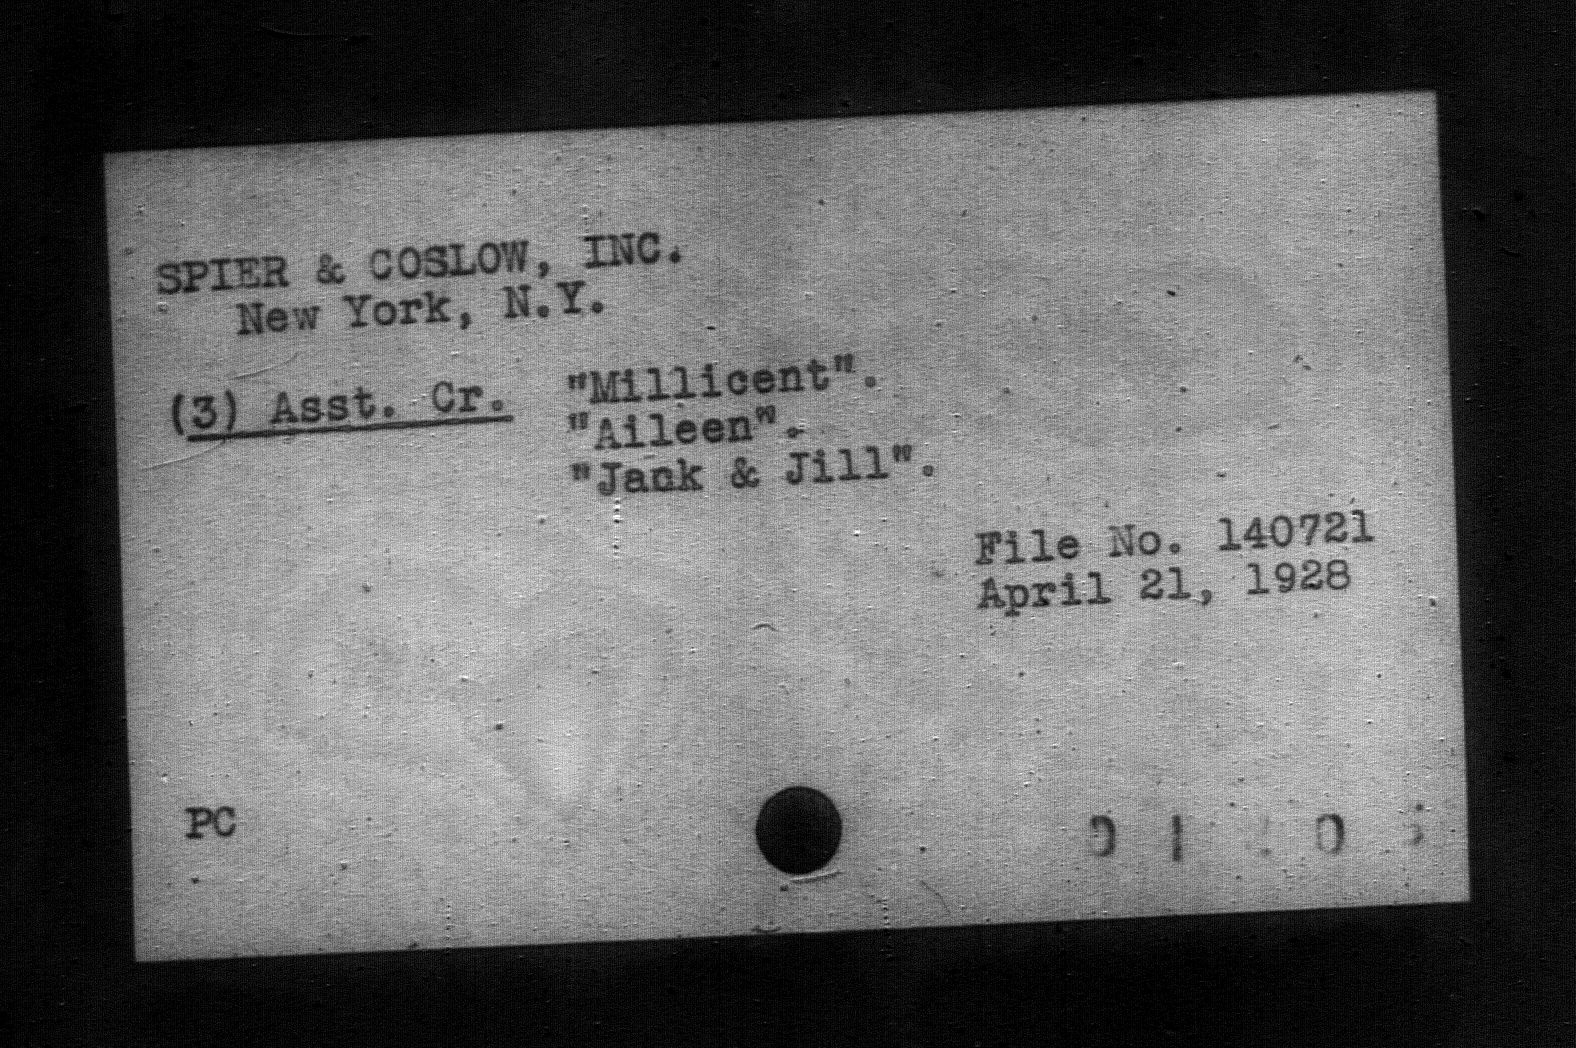 SPIER & COSLOW, INC.
New York, N.Y.
(3) Asst. Cr. "Millicent".
"Aileen".
"Jack & Jill".
File No. 140721
April 21, 1928
PC